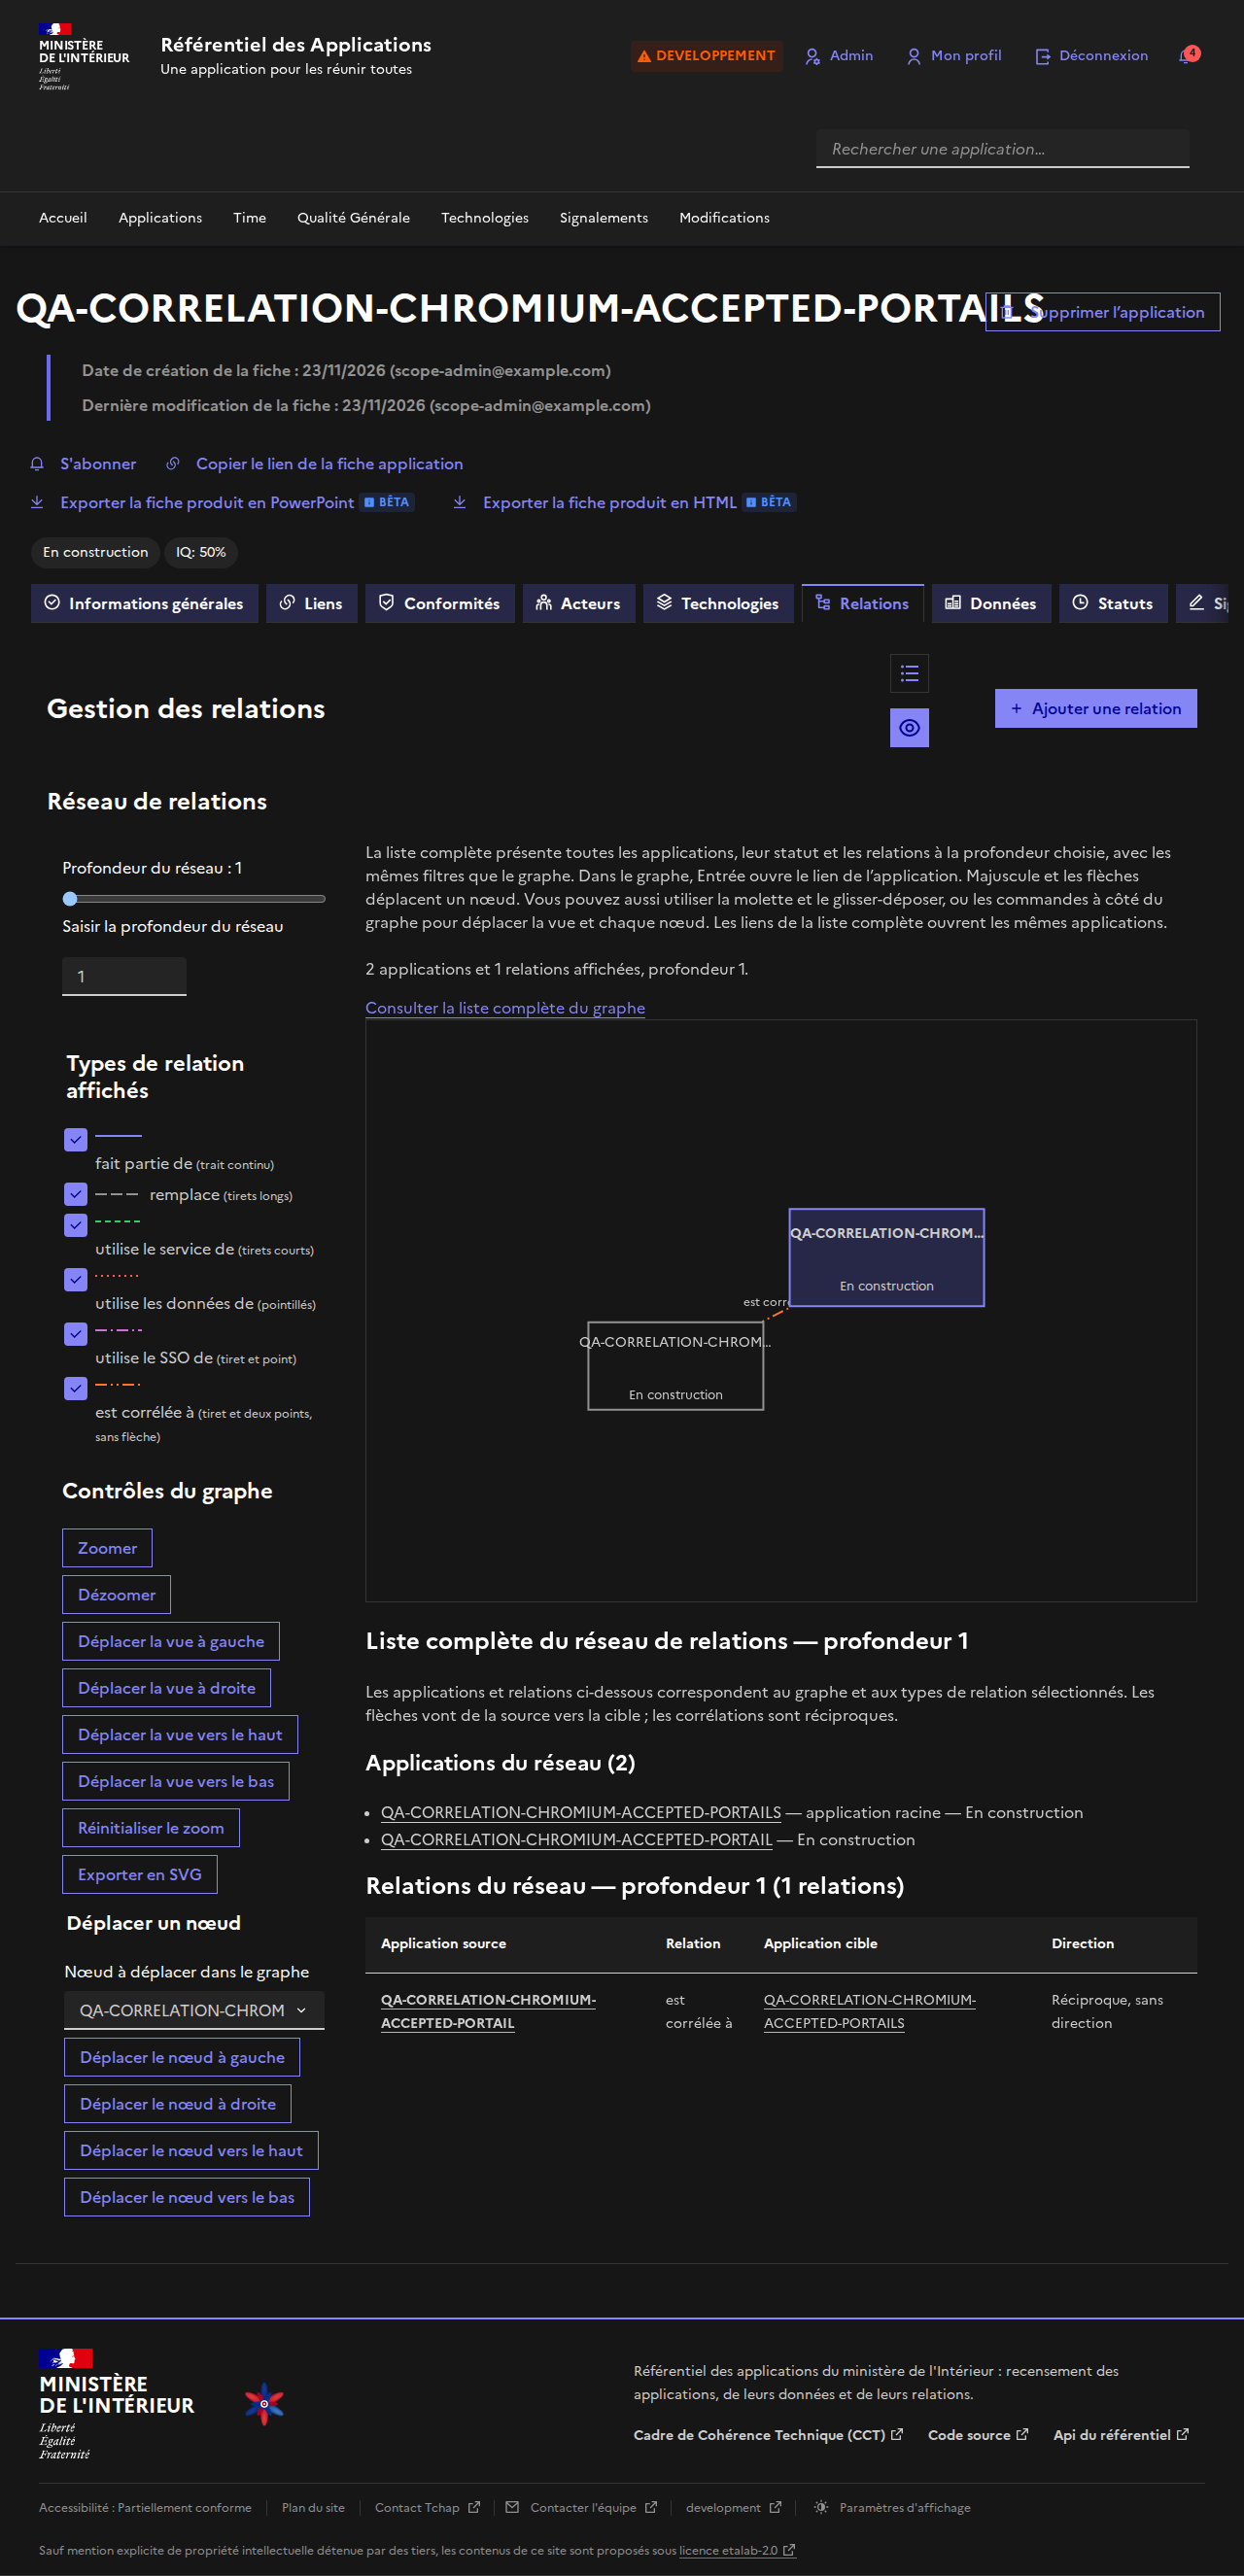 MINISTÈRE
DE L'INTÉRIEUR
Liberté
Égalité
Fraternité
Référentiel des Applications
Une application pour les réunir toutes
DEVELOPPEMENT
Admin
Mon profil
Déconnexion
4
Rechercher une application…
Accueil
Applications
Time
Qualité Générale
Technologies
Signalements
Modifications
QA-CORRELATION-CHROMIUM-ACCEPTED-PORTAILS
Supprimer l’application
Date de création de la fiche : 23/11/2026 (scope-admin@example.com)
Dernière modification de la fiche : 23/11/2026 (scope-admin@example.com)
S'abonner
Copier le lien de la fiche application
Exporter la fiche produit en PowerPoint
BÊTA
Exporter la fiche produit en HTML
BÊTA
En construction
IQ: 50%
Informations générales
Liens
Conformités
Acteurs
Technologies
Relations
Données
Statuts
Gestion des relations
Ajouter une relation
Réseau de relations
Profondeur du réseau : 1
Saisir la profondeur du réseau
1
Types de relation
affichés
fait partie de (trait continu)
remplace (tirets longs)
utilise le service de (tirets courts)
utilise les données de (pointillés)
utilise le SSO de (tiret et point)
est corrélée à (tiret et deux points,
sans flèche)
Contrôles du graphe
Zoomer
Dézoomer
Déplacer la vue à gauche
Déplacer la vue à droite
Déplacer la vue vers le haut
Déplacer la vue vers le bas
Réinitialiser le zoom
Exporter en SVG
Déplacer un nœud
Nœud à déplacer dans le graphe
QA-CORRELATION-CHROM
Déplacer le nœud à gauche
Déplacer le nœud à droite
Déplacer le nœud vers le haut
Déplacer le nœud vers le bas
La liste complète présente toutes les applications, leur statut et les relations à la profondeur choisie, avec les
mêmes filtres que le graphe. Dans le graphe, Entrée ouvre le lien de l’application. Majuscule et les flèches
déplacent un nœud. Vous pouvez aussi utiliser la molette et le glisser-déposer, ou les commandes à côté du
graphe pour déplacer la vue et chaque nœud. Les liens de la liste complète ouvrent les mêmes applications.
2 applications et 1 relations affichées, profondeur 1.
Consulter la liste complète du graphe
QA-CORRELATION-CHROM…
En construction
est
QA-CORRELATION-CHROM…
En construction
Liste complète du réseau de relations — profondeur 1
Les applications et relations ci-dessous correspondent au graphe et aux types de relation sélectionnés. Les
flèches vont de la source vers la cible ; les corrélations sont réciproques.
Applications du réseau (2)
QA-CORRELATION-CHROMIUM-ACCEPTED-PORTAILS — application racine — En construction
QA-CORRELATION-CHROMIUM-ACCEPTED-PORTAIL — En construction
Relations du réseau — profondeur 1 (1 relations)
Application source
Relation
Application cible
Direction
QA-CORRELATION-CHROMIUM-
ACCEPTED-PORTAIL
est
corrélée à
QA-CORRELATION-CHROMIUM-
ACCEPTED-PORTAILS
Réciproque, sans
direction
MINISTÈRE
DE L'INTÉRIEUR
Liberté
Égalité
Fraternité
Référentiel des applications du ministère de l'Intérieur : recensement des
applications, de leurs données et de leurs relations.
Cadre de Cohérence Technique (CCT)
Code source
Api du référentiel
Accessibilité : Partiellement conforme
Plan du site
Contact Tchap
Contacter l'équipe
development
Paramètres d'affichage
Sauf mention explicite de propriété intellectuelle détenue par des tiers, les contenus de ce site sont proposés sous licence etalab-2.0